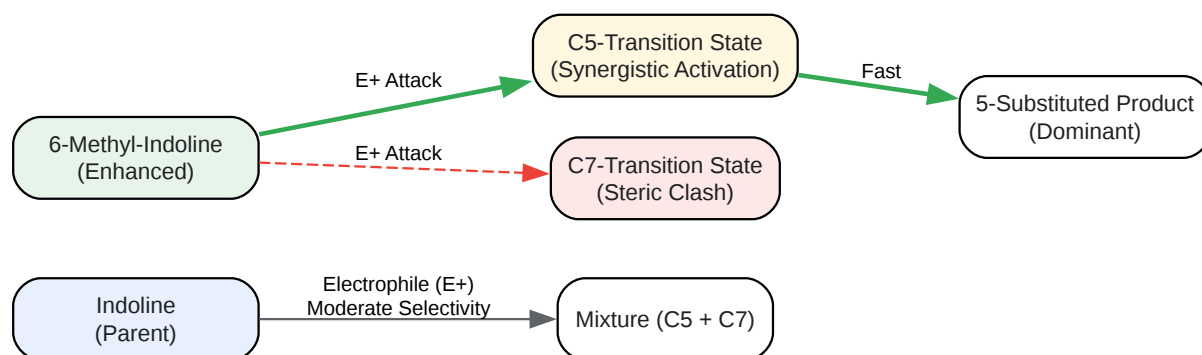 C5-Transition State
(Synergistic Activation)
E+ Attack
Fast
5-Substituted Product
(Dominant)
6-Methyl-Indoline
(Enhanced)
E+ Attack
C7-Transition State
(Steric Clash)
Indoline
(Parent)
Electrophile (E+)
Moderate Selectivity
Mixture (C5 + C7)